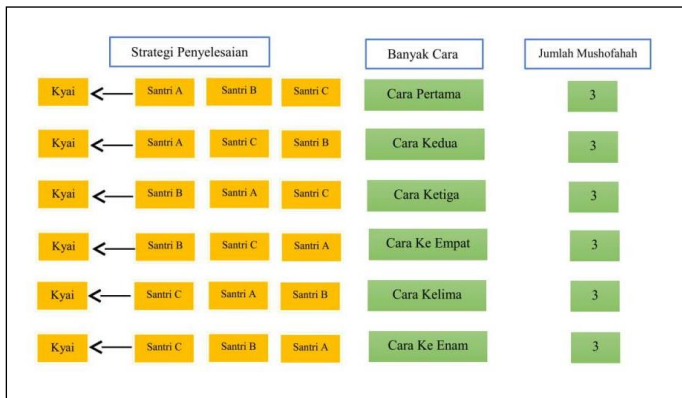 Strategi Penyelesaian Banyak Cara Jumlah Mushofahah
Kyai Santri A Santri B Santri C Cara Pertama 3
Kyai Santri A Santri C Santri B Cara Kedua 3
Kyai Santri B Santri A Santri C Cara Ketiga 3
Kyai Santri B Santri C Santri A Cara Ke Empat 3
Kyai Santri C Santri A Santri B Cara Kelima 3
Kyai Santri C Santri B Santri A Cara Ke Enam 3